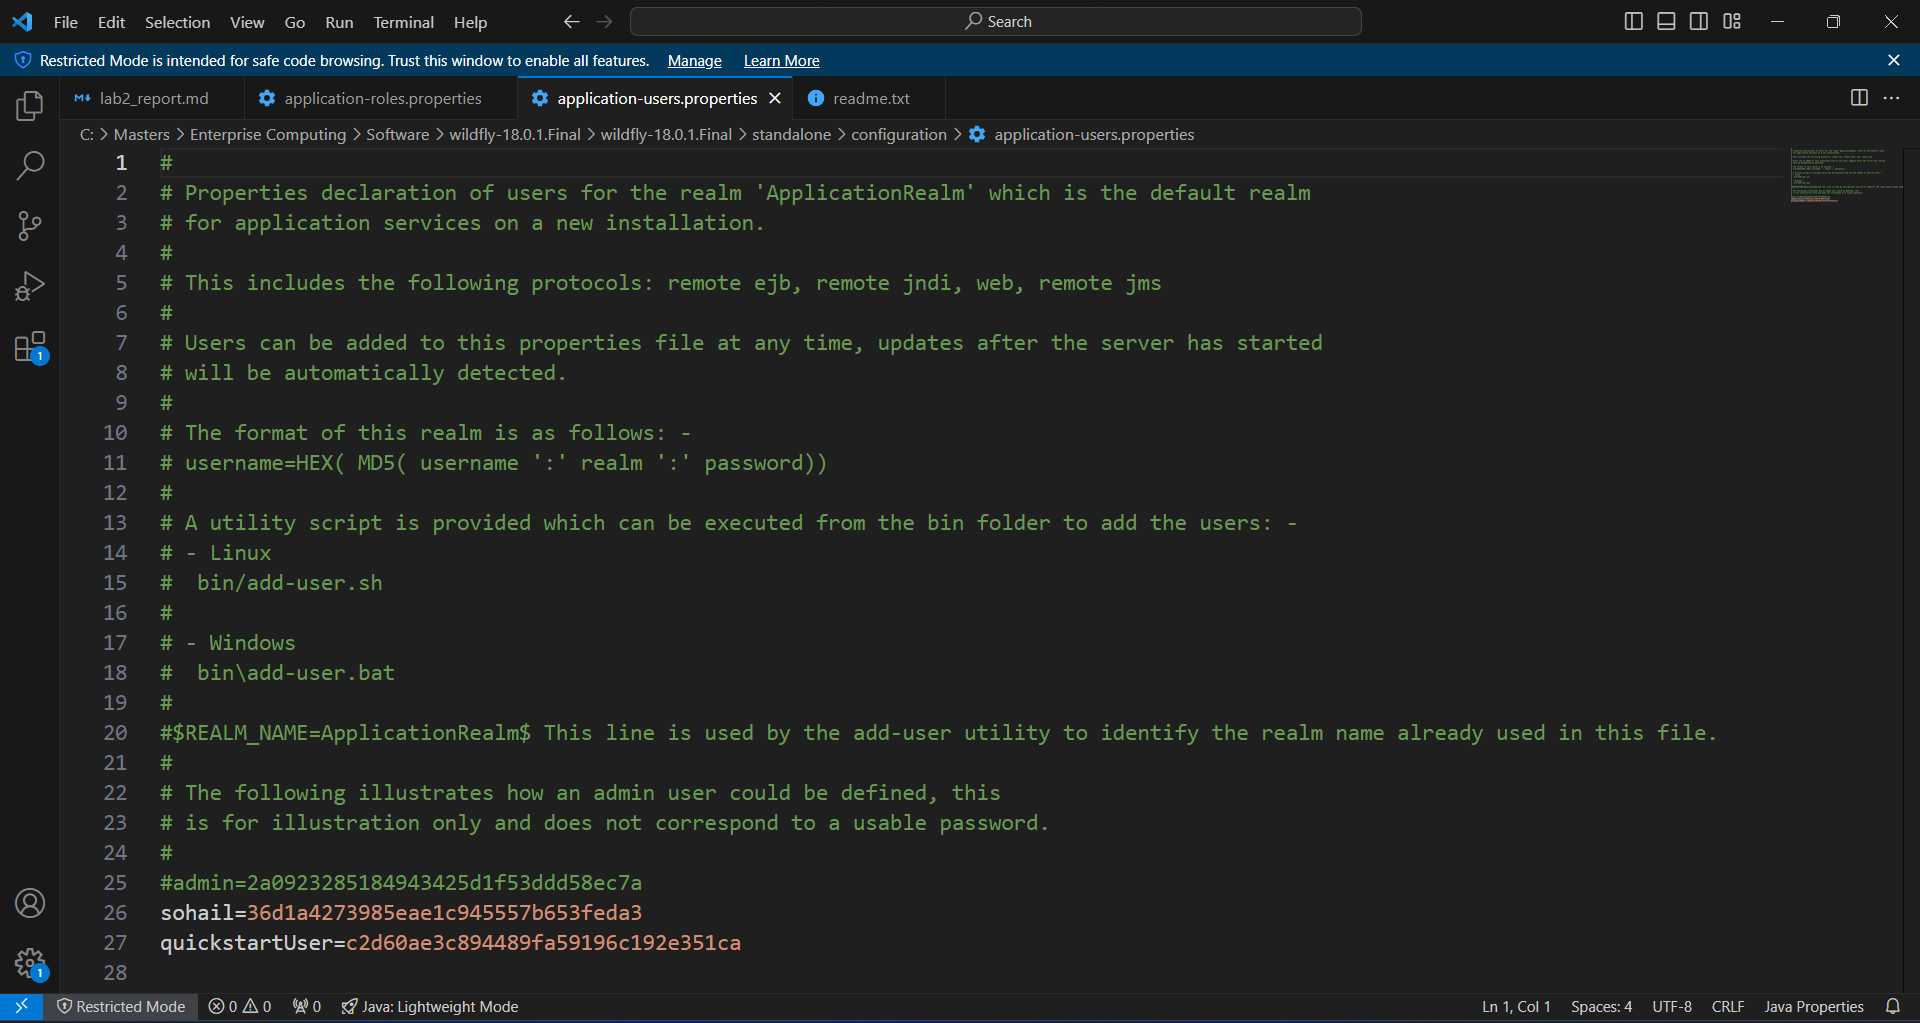 File Edit Selection View Go Run Terminal Help Search
Restricted Mode is intended for safe code browsing. Trust this window to enable all features. Manage Learn More
lab2_report.md application-roles.properties application-users.properties readme.txt
C: > Masters > Enterprise Computing > Software > wildfly-18.0.1.Final > wildfly-18.0.1.Final > standalone > configuration > application-users.properties
1 #
2 # Properties declaration of users for the realm 'ApplicationRealm' which is the default realm
3 # for application services on a new installation.
4 #
5 # This includes the following protocols: remote ejb, remote jndi, web, remote jms
6 #
7 # Users can be added to this properties file at any time, updates after the server has started
8 # will be automatically detected.
9 #
10 # The format of this realm is as follows: -
11 # username=HEX( MD5( username ':' realm ':' password))
12 #
13 # A utility script is provided which can be executed from the bin folder to add the users: -
14 # - Linux
15 #  bin/add-user.sh
16 #
17 # - Windows
18 #  bin\add-user.bat
19 #
20 #$REALM_NAME=ApplicationRealm$ This line is used by the add-user utility to identify the realm name already used in this file.
21 #
22 # The following illustrates how an admin user could be defined, this
23 # is for illustration only and does not correspond to a usable password.
24 #
25 #admin=2a0923285184943425d1f53ddd58ec7a
26 sohail=36d1a4273985eae1c945557b653feda3
27 quickstartUser=c2d60ae3c894489fa59196c192e351ca
28
1
1
Restricted Mode 0 0 0 Java: Lightweight Mode Ln 1, Col 1 Spaces: 4 UTF-8 CRLF Java Properties